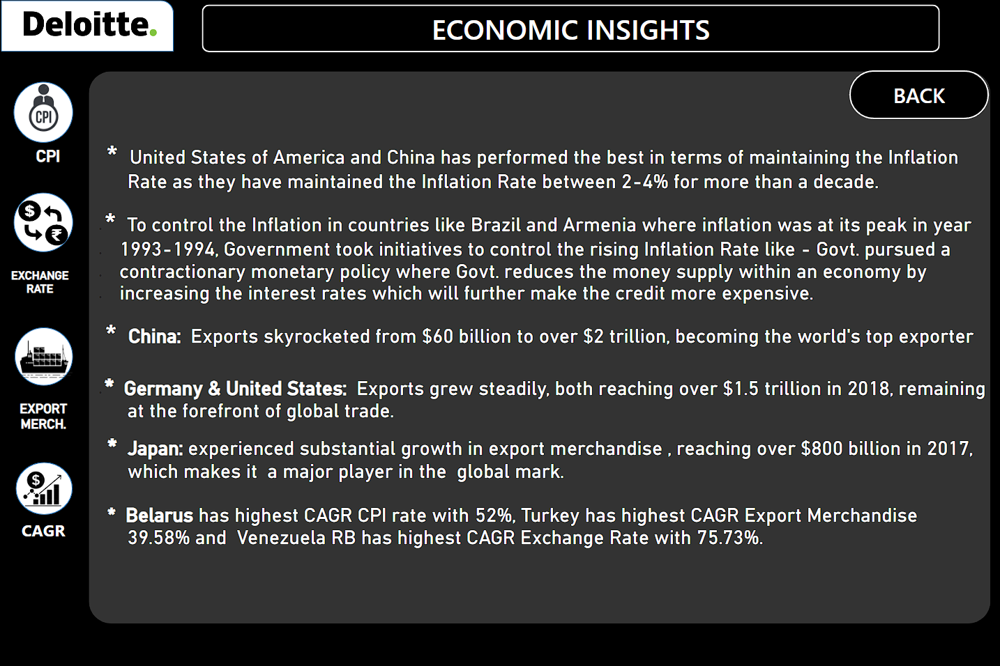 Deloitte.
ECONOMIC INSIGHTS
BACK
CPI
CPI
$
₹
EXCHANGE
RATE
EXPORT
MERCH.
$
CAGR
* United States of America and China has performed the best in terms of maintaining the Inflation
Rate as they have maintained the Inflation Rate between 2-4% for more than a decade.
* To control the Inflation in countries like Brazil and Armenia where inflation was at its peak in year
1993-1994, Government took initiatives to control the rising Inflation Rate like - Govt. pursued a
contractionary monetary policy where Govt. reduces the money supply within an economy by
increasing the interest rates which will further make the credit more expensive.
* China: Exports skyrocketed from $60 billion to over $2 trillion, becoming the world's top exporter
* Germany & United States: Exports grew steadily, both reaching over $1.5 trillion in 2018, remaining
at the forefront of global trade.
* Japan: experienced substantial growth in export merchandise , reaching over $800 billion in 2017,
which makes it a major player in the global mark.
* Belarus has highest CAGR CPI rate with 52%, Turkey has highest CAGR Export Merchandise
39.58% and Venezuela RB has highest CAGR Exchange Rate with 75.73%.